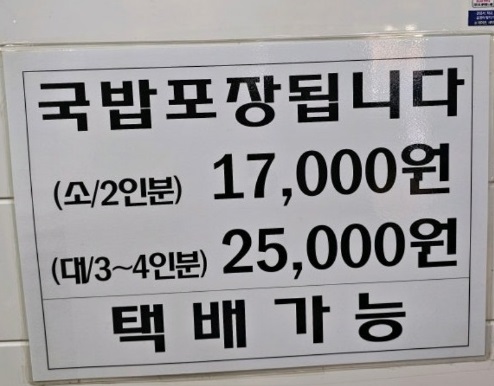 국밥포장됩니다
(소/2인분) 17,000원
(대/3~4인분) 25,000원
택배가능